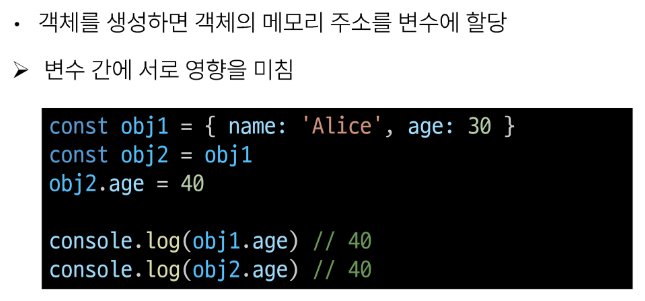 • 객체를 생성하면 객체의 메모리 주소를 변수에 할당
➢ 변수 간에 서로 영향을 미침
const obj1 = { name: 'Alice', age: 30 }
const obj2 = obj1
obj2.age = 40
console.log(obj1.age) // 40
console.log(obj2.age) // 40